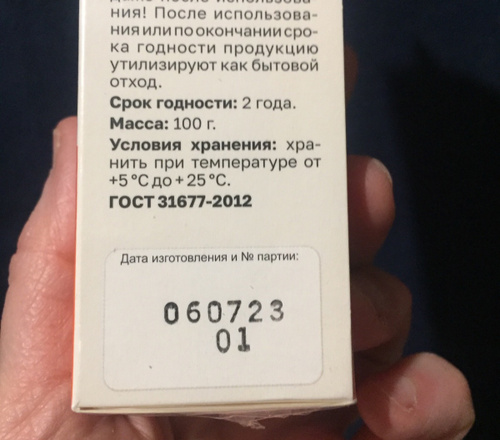 ния! После использова-
ния или по окончании сро-
ка годности продукцию
утилизируют как бытовой
отход.
Срок годности: 2 года.
Масса: 100 г.
Условия хранения: хра-
нить при температуре от
+5 °С до + 25 °С.
ГОСТ 31677-2012
Дата изготовления и № партии:
060723
01